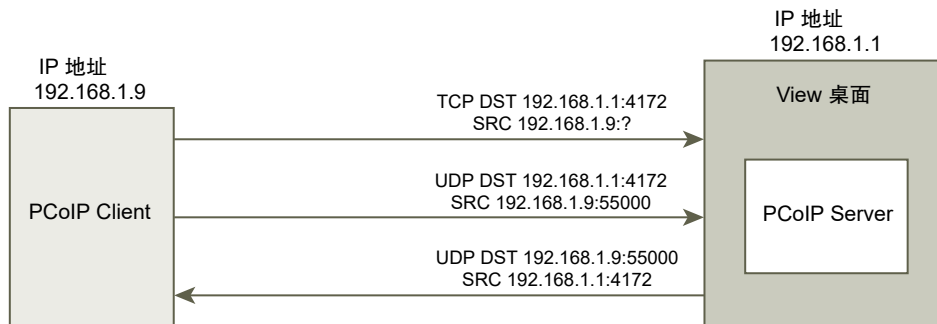 IP 地址
192.168.1.1
IP 地址
192.168.1.9
TCP DST 192.168.1.1:4172
SRC 192.168.1.9:?
View 桌面
UDP DST 192.168.1.1:4172
SRC 192.168.1.9:55000
PCoIP Client
PCoIP Server
UDP DST 192.168.1.9:55000
SRC 192.168.1.1:4172